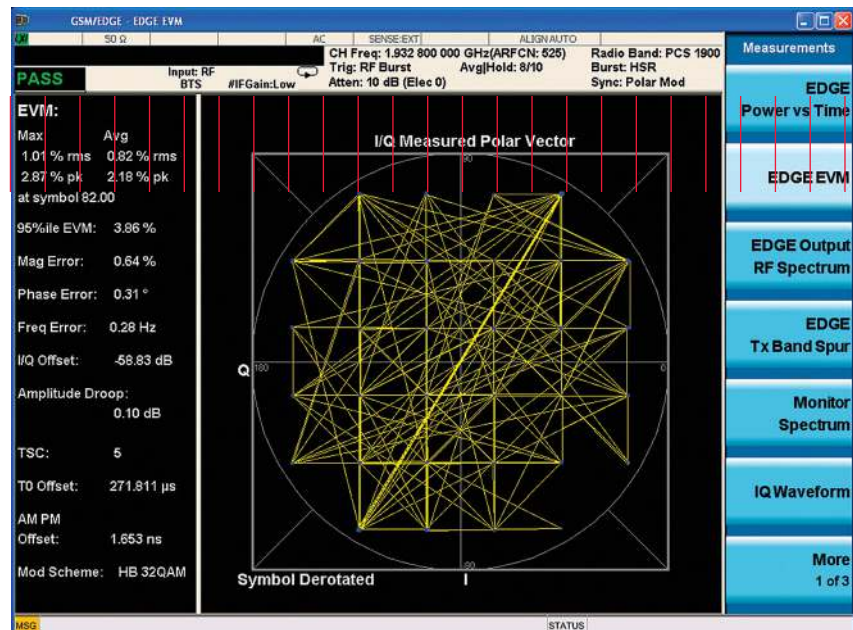 GSM/EDGE - EDGE EVM
50 Ω AC SENSE:EXT ALIGN AUTO
PASS
Input: RF
BTS
#IFGain:Low
CH Freq: 1.932 800 000 GHz(ARFCN: 525)
Trig: RF Burst Avg|Hold: 8/10
Atten: 10 dB (Elec 0)
Radio Band: PCS 1900
Burst: HSR
Sync: Polar Mod
EVM:
Max Avg
1.01 % rms 0.82 % rms
2.87 % pk 2.18 % pk
at symbol 82.00
95%ile EVM: 3.86 %
Mag Error: 0.64 %
Phase Error: 0.31 °
Freq Error: 0.28 Hz
I/Q Offset: -58.83 dB
Amplitude Droop:
0.10 dB
TSC: 5
T0 Offset: 271.811 µs
AM PM
Offset: 1.653 ns
Mod Scheme: HB 32QAM
I/Q Measured Polar Vector
90
Q 180
0
-90
Symbol Derotated I
Measurements
EDGE
Power vs Time
EDGE EVM
EDGE Output
RF Spectrum
EDGE
Tx Band Spur
Monitor
Spectrum
IQ Waveform
More
1 of 3
MSG STATUS